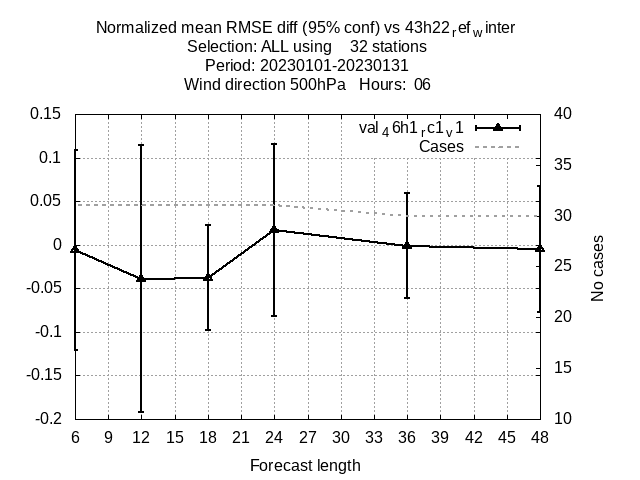 Normalized mean RMSE diff (95% conf) vs 43h22refwinter
Selection: ALL using 32 stations
Period: 20230101-20230131
Wind direction 500hPa Hours: 06
0.15 40
val46h1rc1v1
Cases
0.1 35
0.05 30
0 25
-0.05 20
-0.1 15
-0.15
-0.2 10
No cases
6 9 12 15 18 21 24 27 30 33 36 39 42 45 48
Forecast length